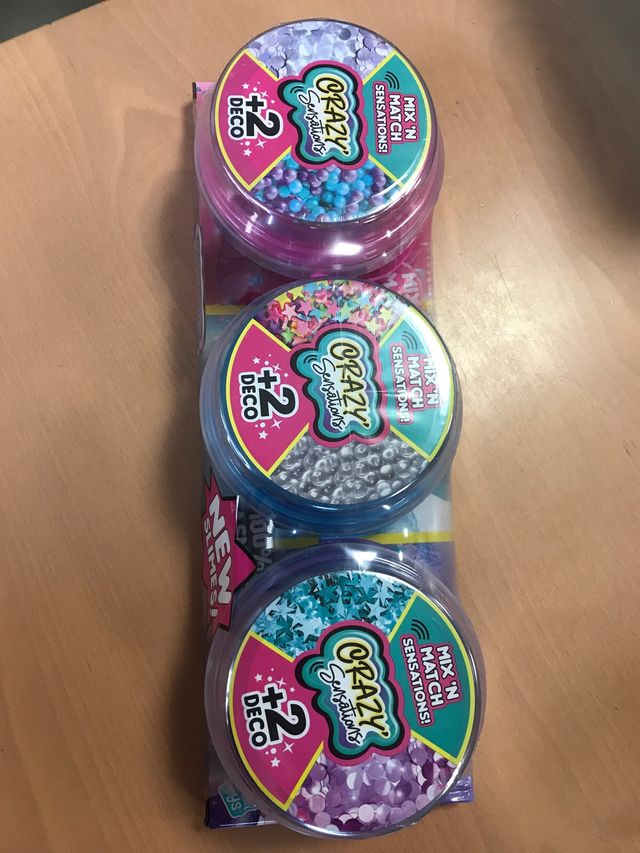 MIX 'N
MATCH
SENSATIONS!
CRAZY
Sensations
+2
DECO
MIX 'N
MATCH
SENSATIONS!
CRAZY
Sensations
+2
DECO
NEW
SLIMES!
MIX 'N
MATCH
SENSATIONS!
CRAZY
Sensations
+2
DECO